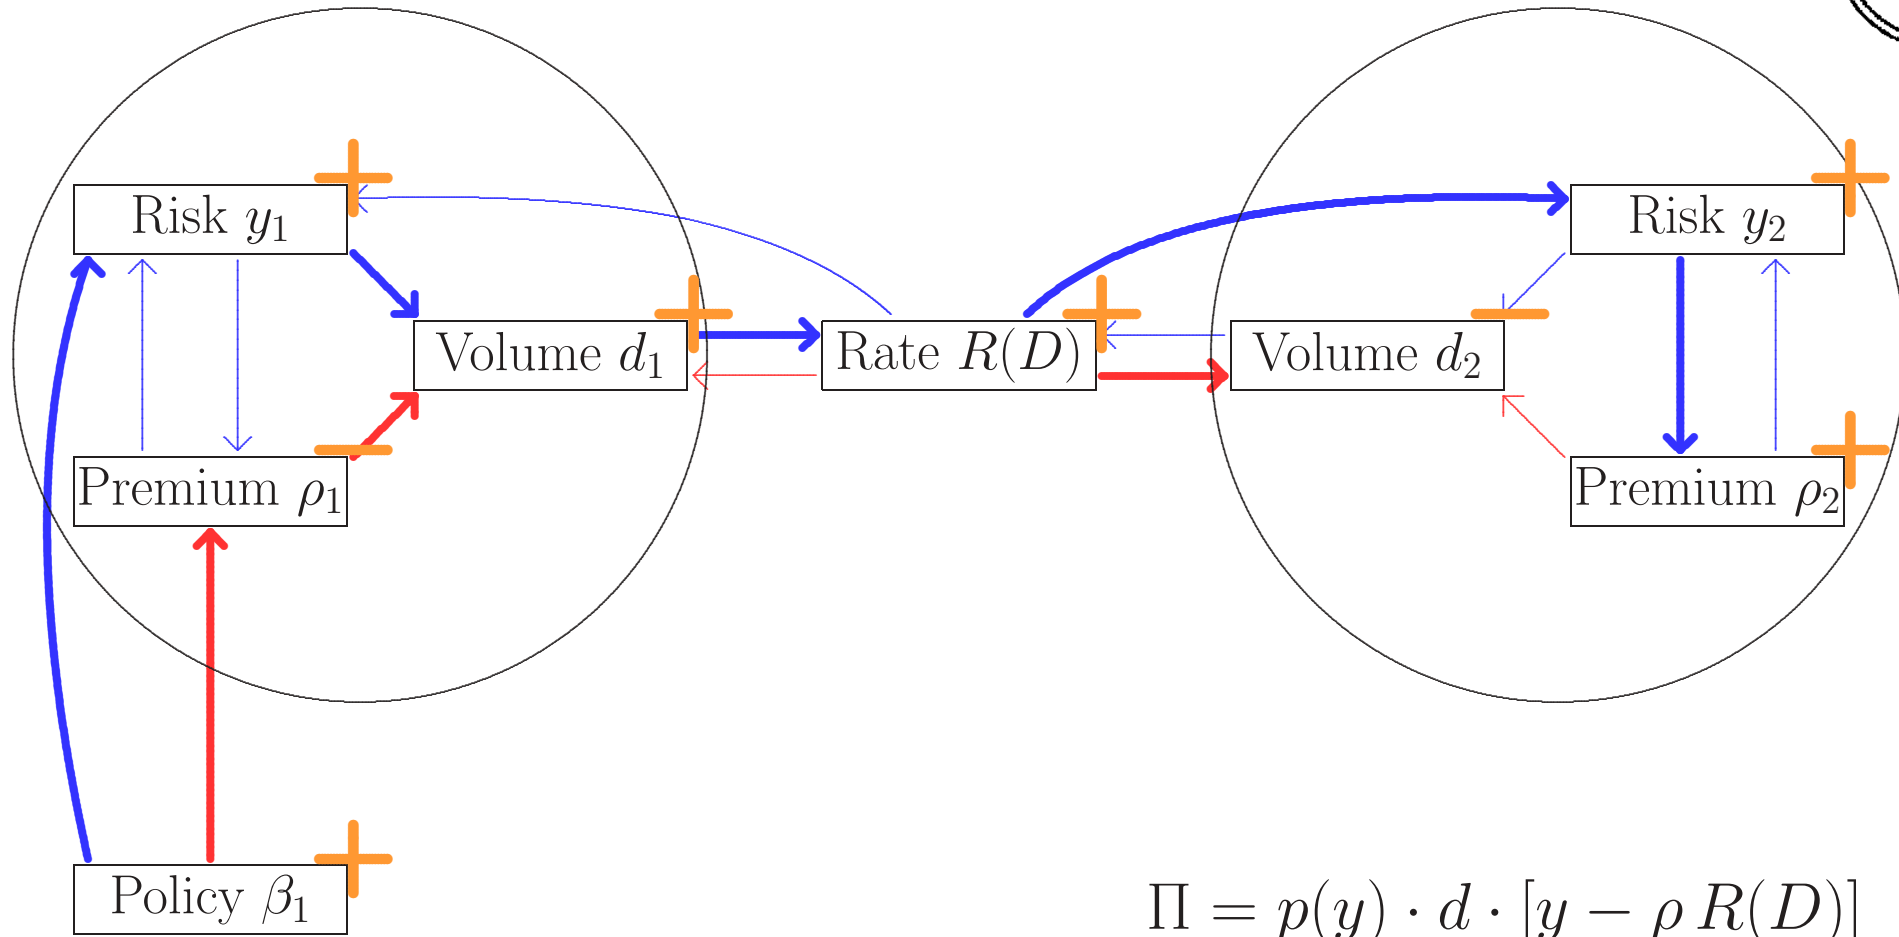 Risk y₁
Risk y₂
Volume d₁
Rate R(D)
Volume d₂
Premium ρ₁
Premium ρ₂
Policy β₁
Π = p(y) · d · [y − ρ R(D)]